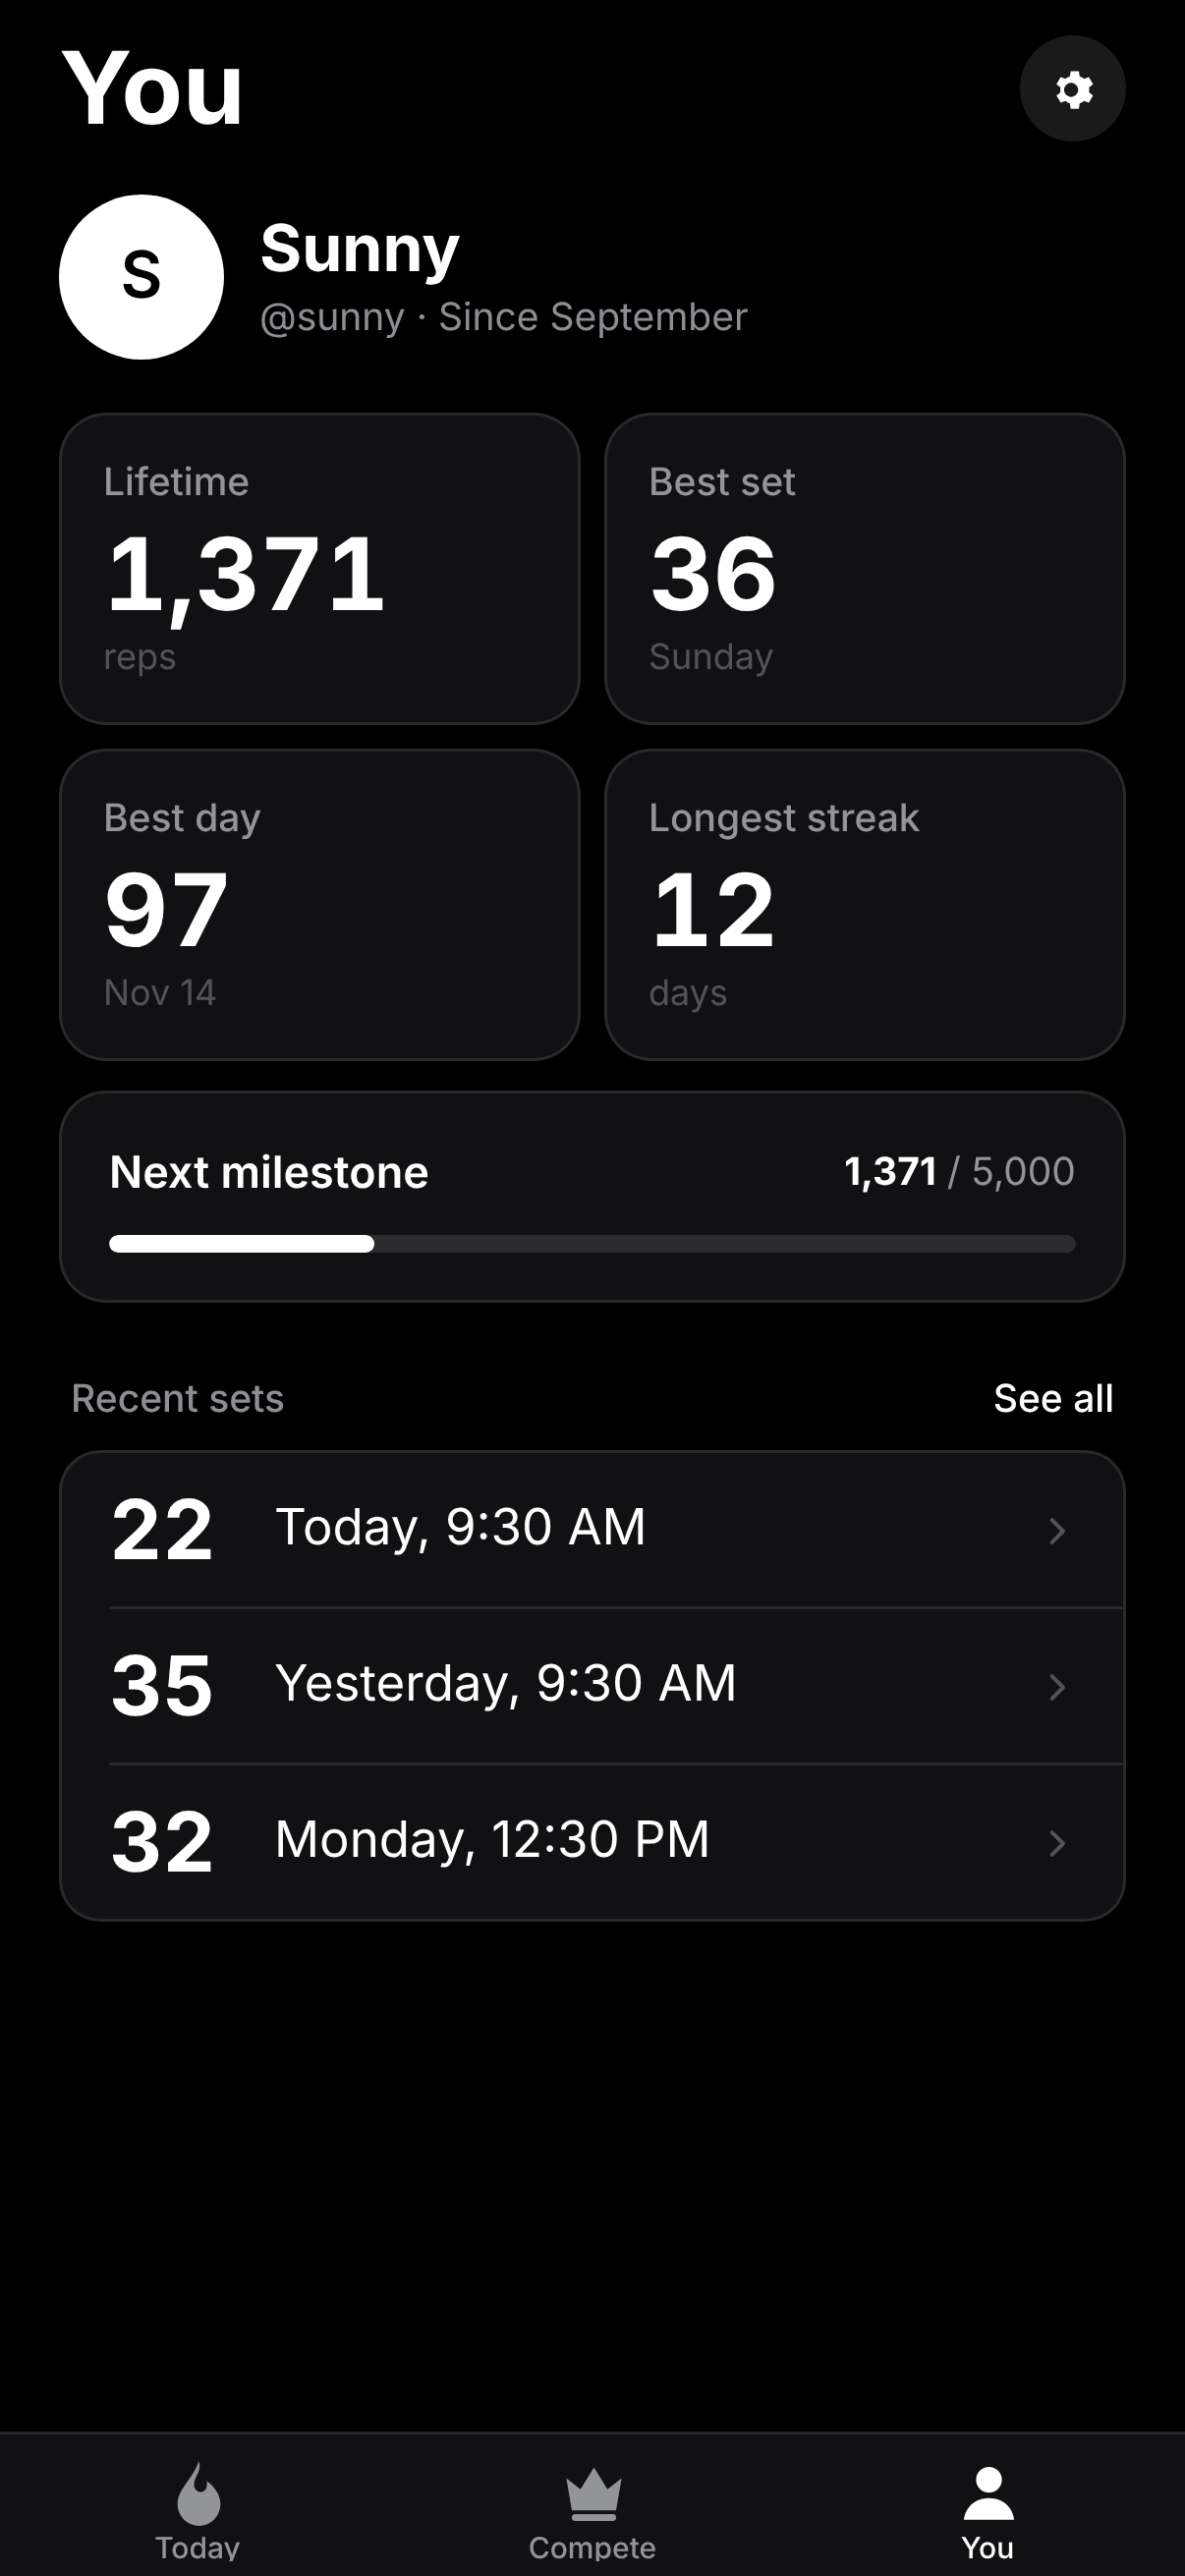 You
S
Sunny
@sunny · Since September
Lifetime
1,371
reps
Best set
36
Sunday
Best day
97
Nov 14
Longest streak
12
days
Next milestone
1,371 / 5,000
Recent sets
See all
22 Today, 9:30 AM
35 Yesterday, 9:30 AM
32 Monday, 12:30 PM
Today
Compete
You